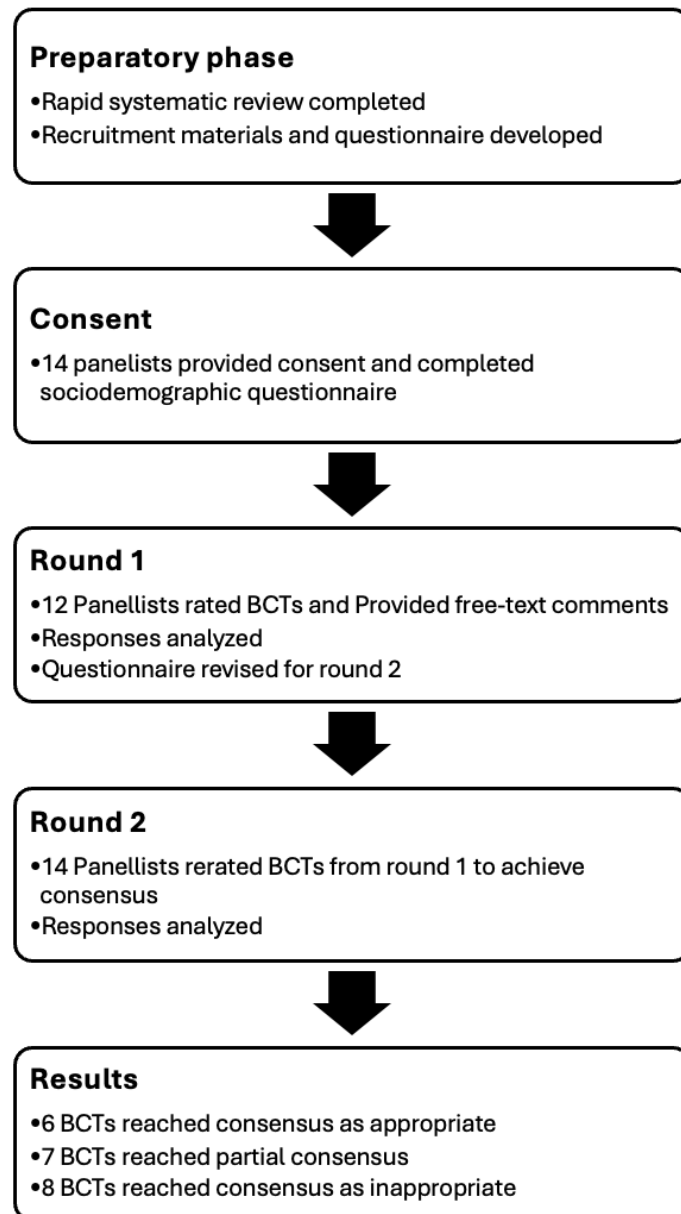 Preparatory phase
•Rapid systematic review completed
•Recruitment materials and questionnaire developed
Consent
•14 panelists provided consent and completed
sociodemographic questionnaire
Round 1
•12 Panellists rated BCTs and Provided free-text comments
•Responses analyzed
•Questionnaire revised for round 2
Round 2
•14 Panellists rerated BCTs from round 1 to achieve
consensus
•Responses analyzed
Results
•6 BCTs reached consensus as appropriate
•7 BCTs reached partial consensus
•8 BCTs reached consensus as inappropriate